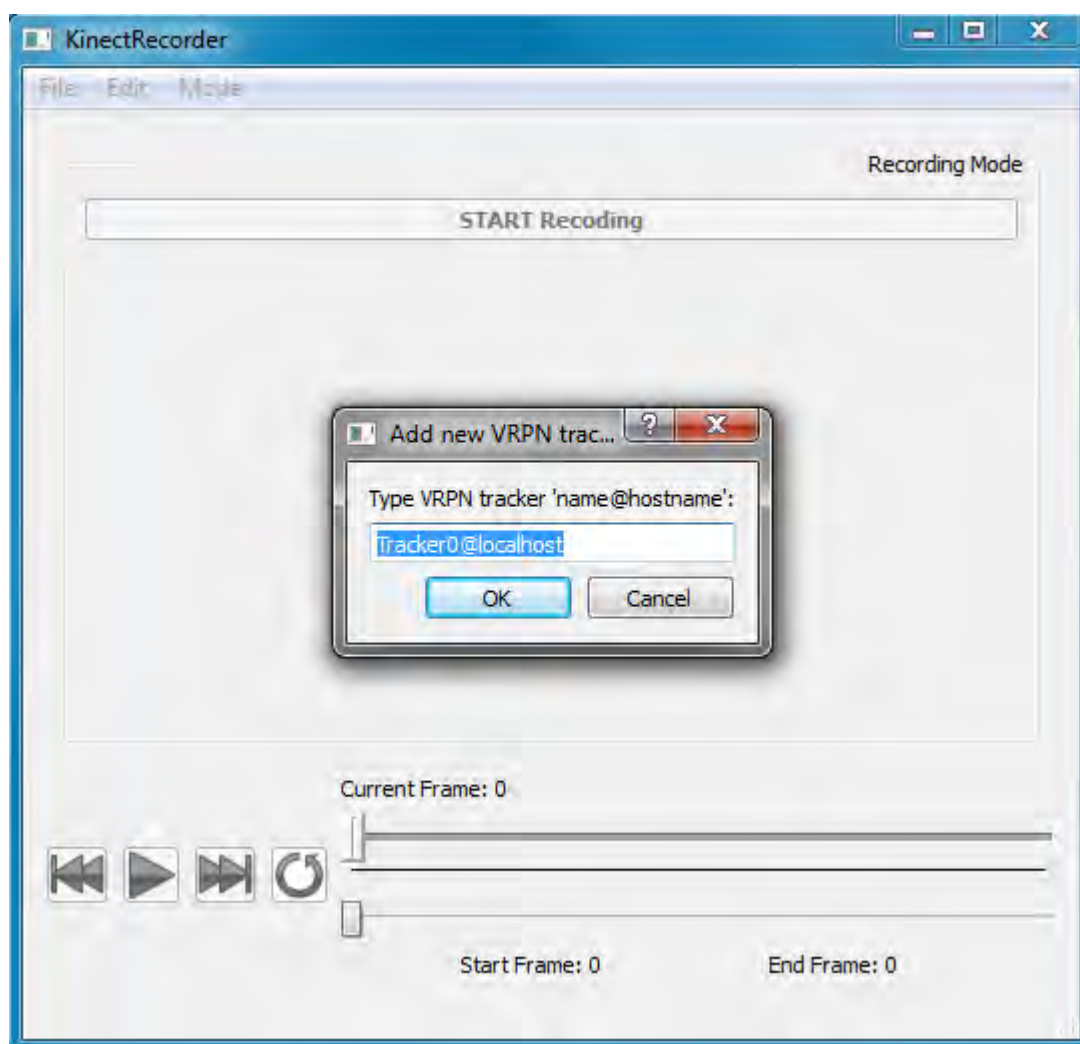 KinectRecorder
File Edit Mode
Recording Mode
START Recoding
Add new VRPN trac...
Type VRPN tracker 'name@hostname':
Tracker0@localhost
OK Cancel
Current Frame: 0
Start Frame: 0 End Frame: 0